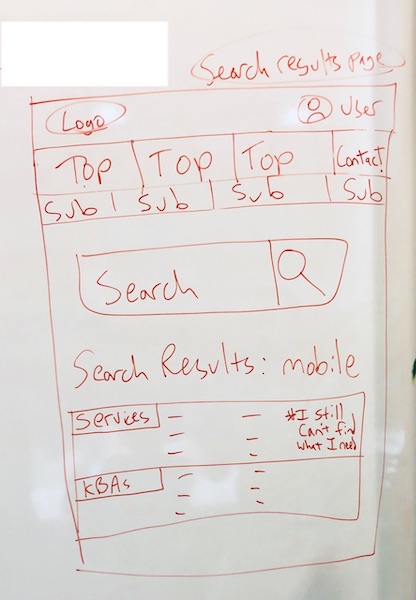 Search results page
Logo User
Top Top Top Contact
Sub Sub Sub Sub
Search
Search Results: mobile
Services
*I still
Can't find
what I need
KBAs